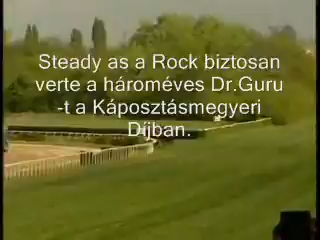 Steady as a Rock biztosan
verte a hároméves Dr.Guru
-t a Káposztásmegyeri
Díjban.